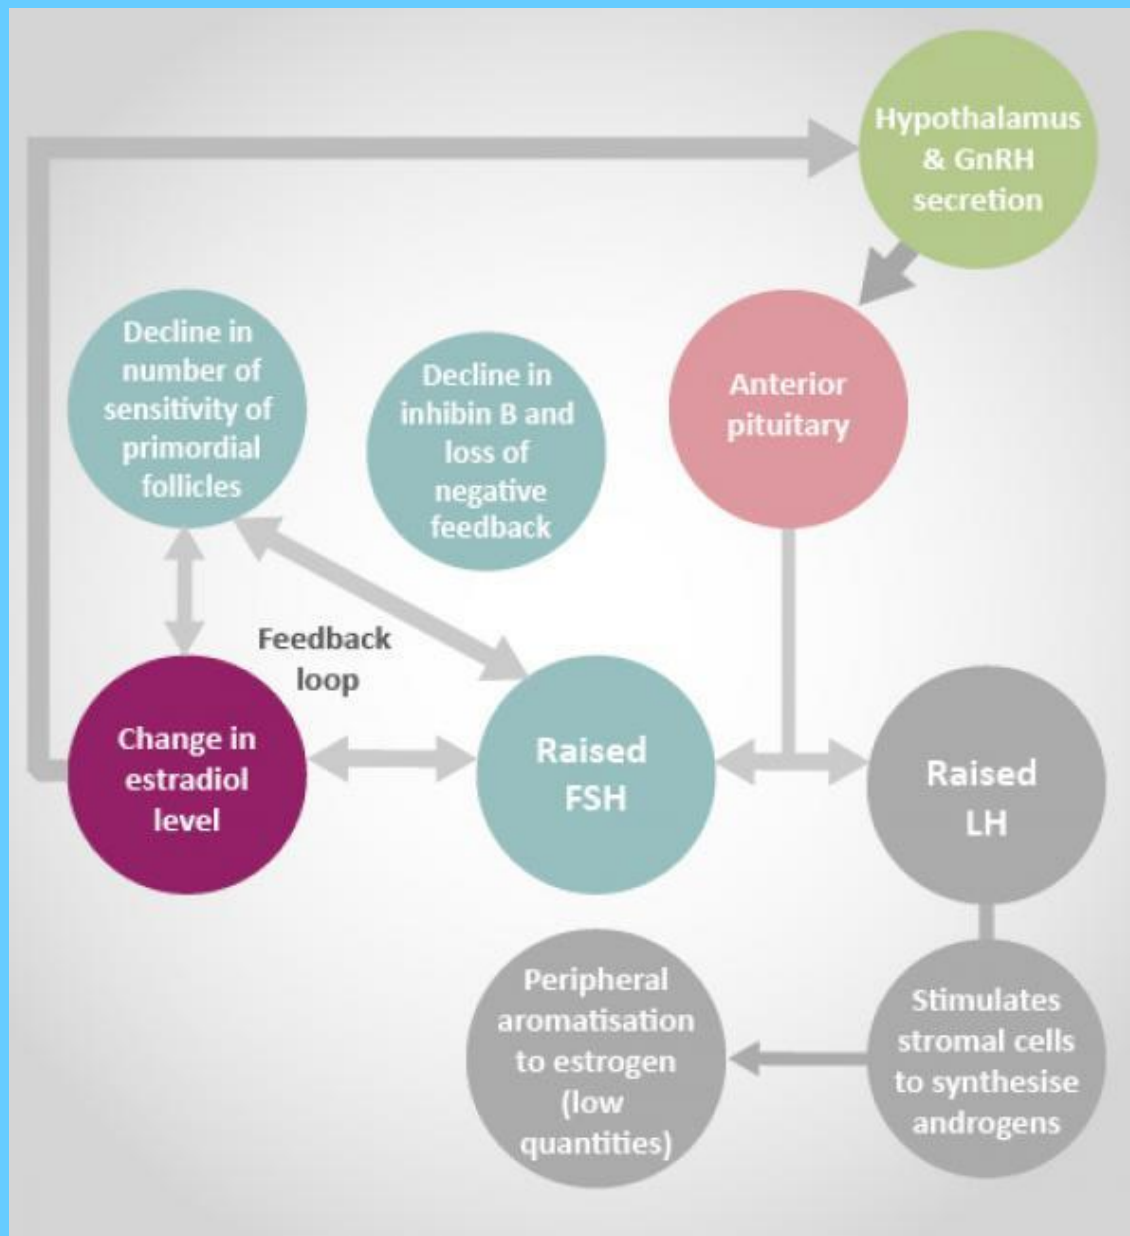 Hypothalamus
& GnRH
secretion
Decline in
number of
sensitivity of
primordial
follicles
Decline in
inhibin B and
loss of
negative
feedback
Anterior
pituitary
Feedback
loop
Change in
estradiol
level
Raised
FSH
Raised
LH
Peripheral
aromatisation
to estrogen
(low
quantities)
Stimulates
stromal cells
to synthesise
androgens